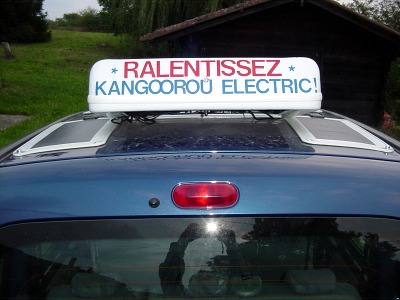 * RALENTISSEZ *
KANGOOROU ELECTRIC!